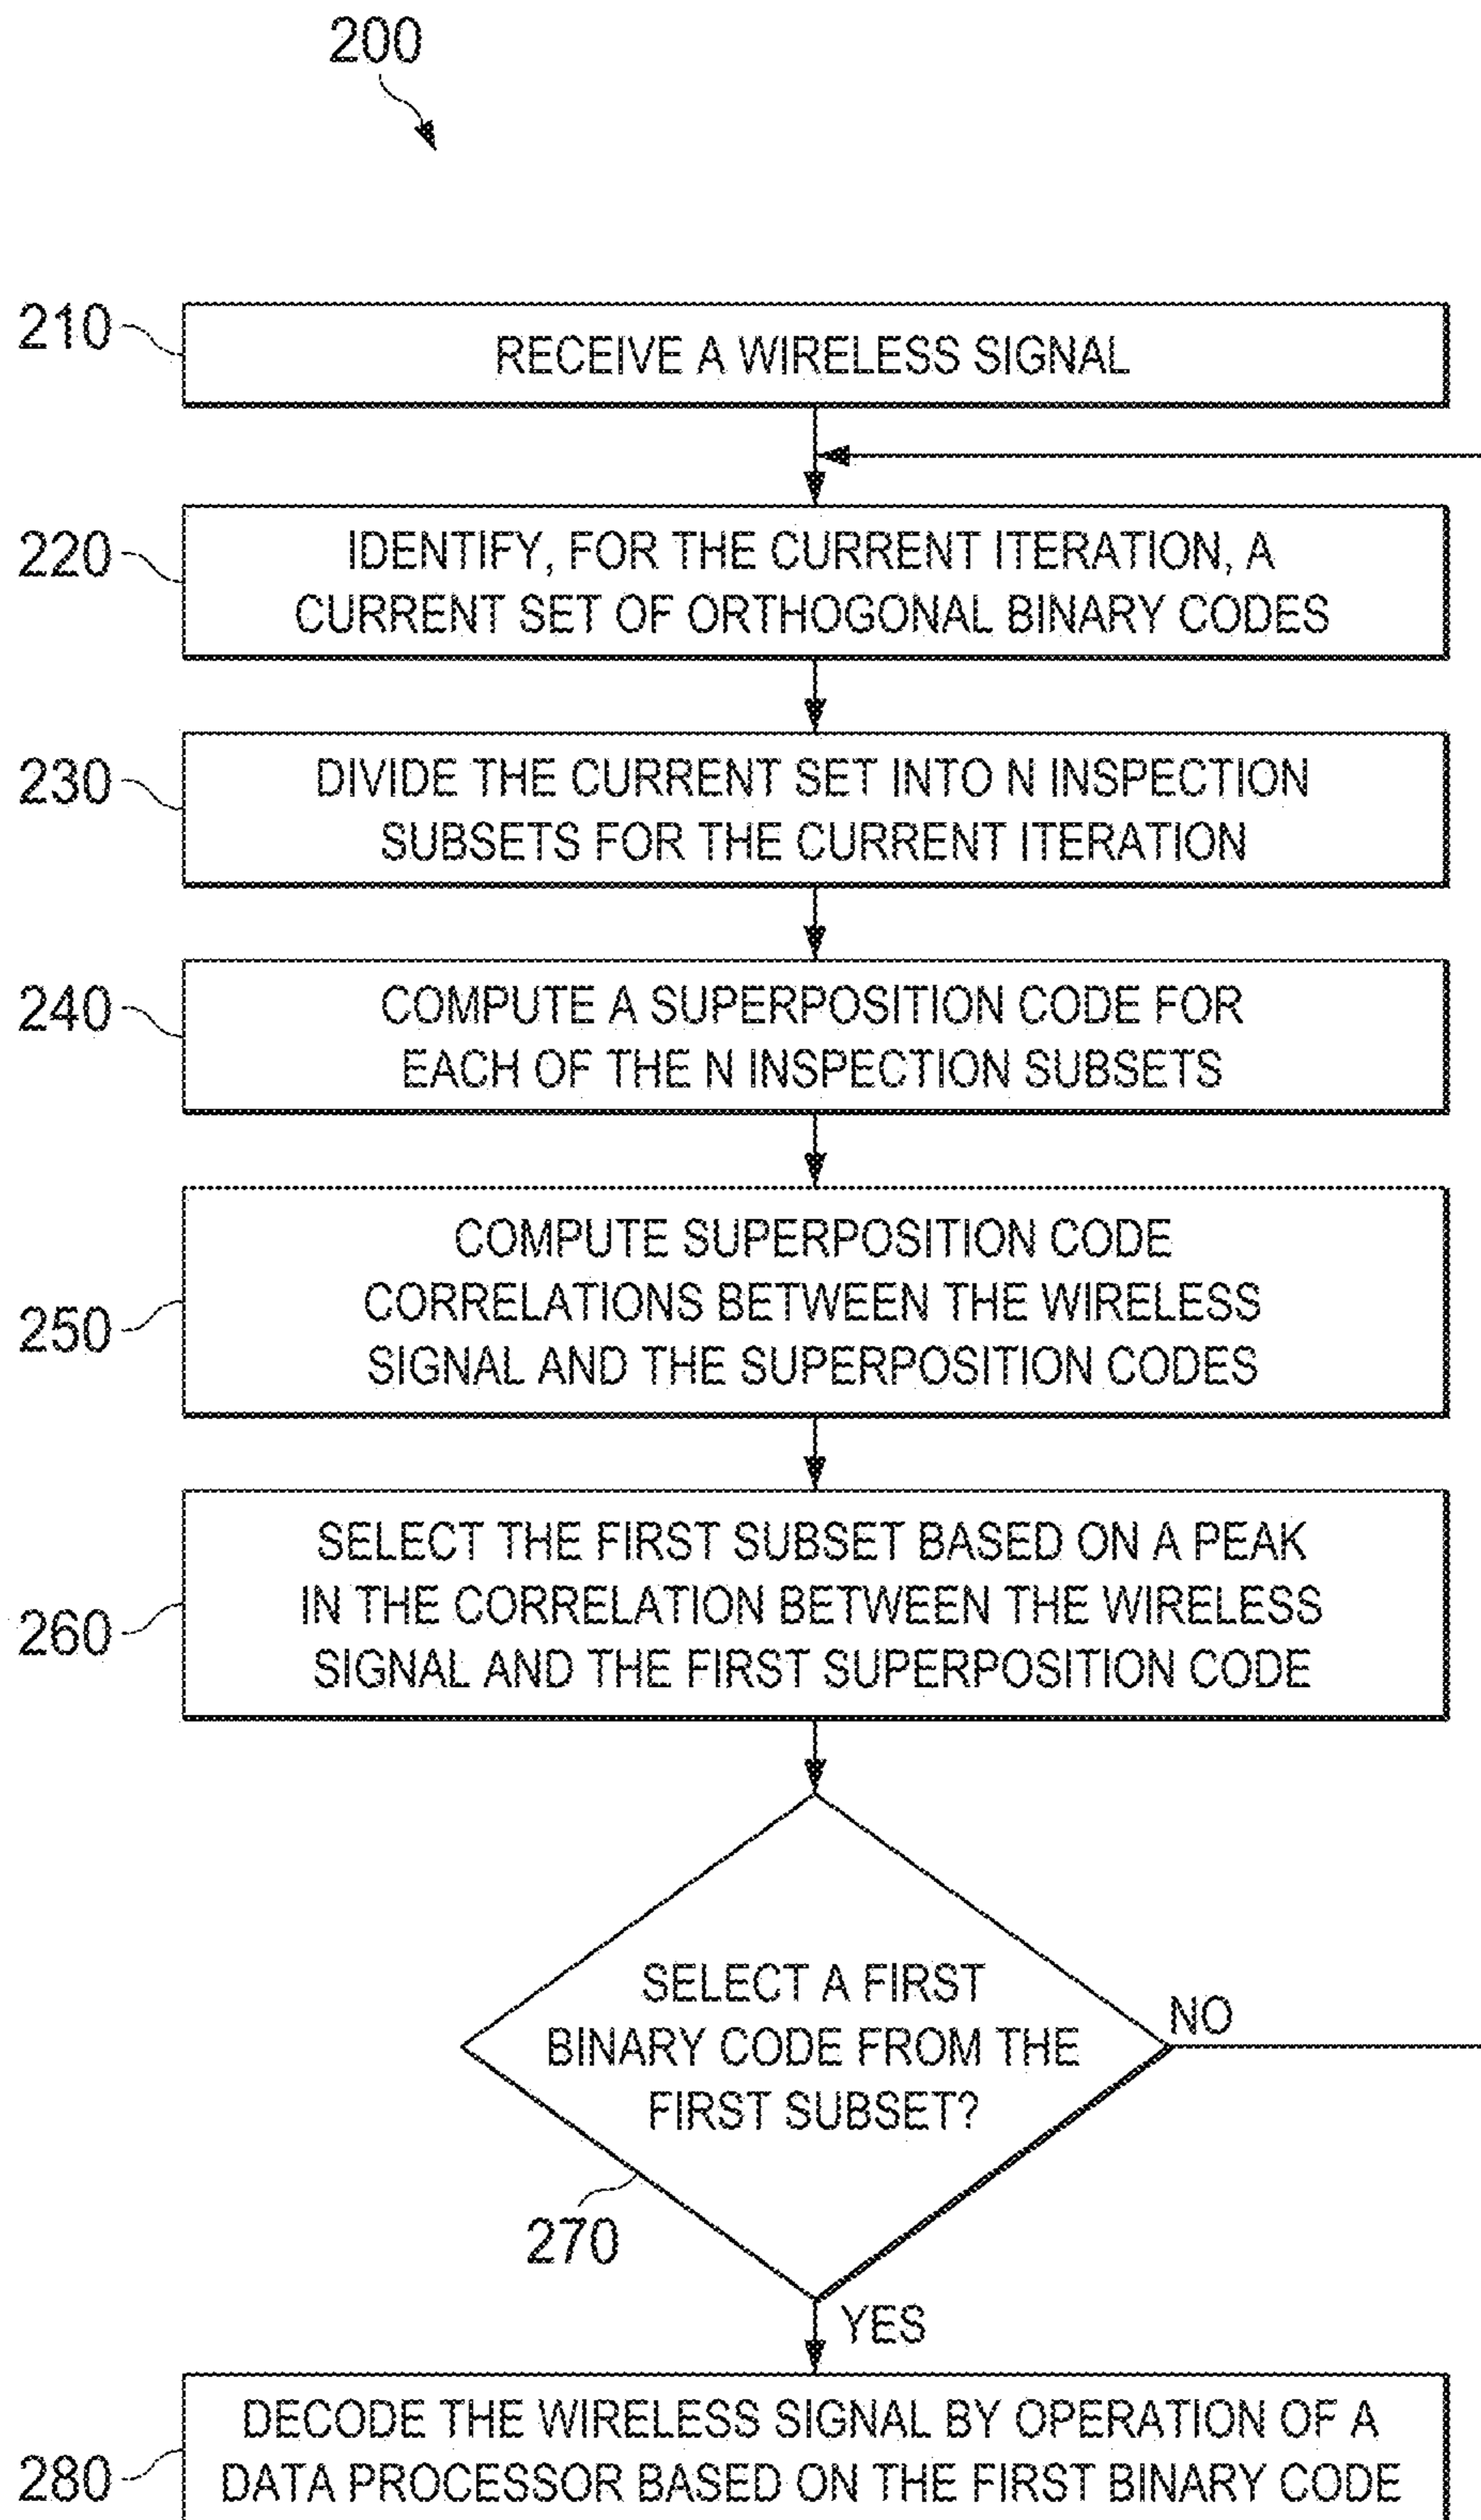 200
210
RECEIVE A WIRELESS SIGNAL
220
IDENTIFY, FOR THE CURRENT ITERATION, A
CURRENT SET OF ORTHOGONAL BINARY CODES
230
DIVIDE THE CURRENT SET INTO N INSPECTION
SUBSETS FOR THE CURRENT ITERATION
240
COMPUTE A SUPERPOSITION CODE FOR
EACH OF THE N INSPECTION SUBSETS
250
COMPUTE SUPERPOSITION CODE
CORRELATIONS BETWEEN THE WIRELESS
SIGNAL AND THE SUPERPOSITION CODES
260
SELECT THE FIRST SUBSET BASED ON A PEAK
IN THE CORRELATION BETWEEN THE WIRELESS
SIGNAL AND THE FIRST SUPERPOSITION CODE
SELECT A FIRST
BINARY CODE FROM THE
FIRST SUBSET?
NO
270
YES
280
DECODE THE WIRELESS SIGNAL BY OPERATION OF A
DATA PROCESSOR BASED ON THE FIRST BINARY CODE